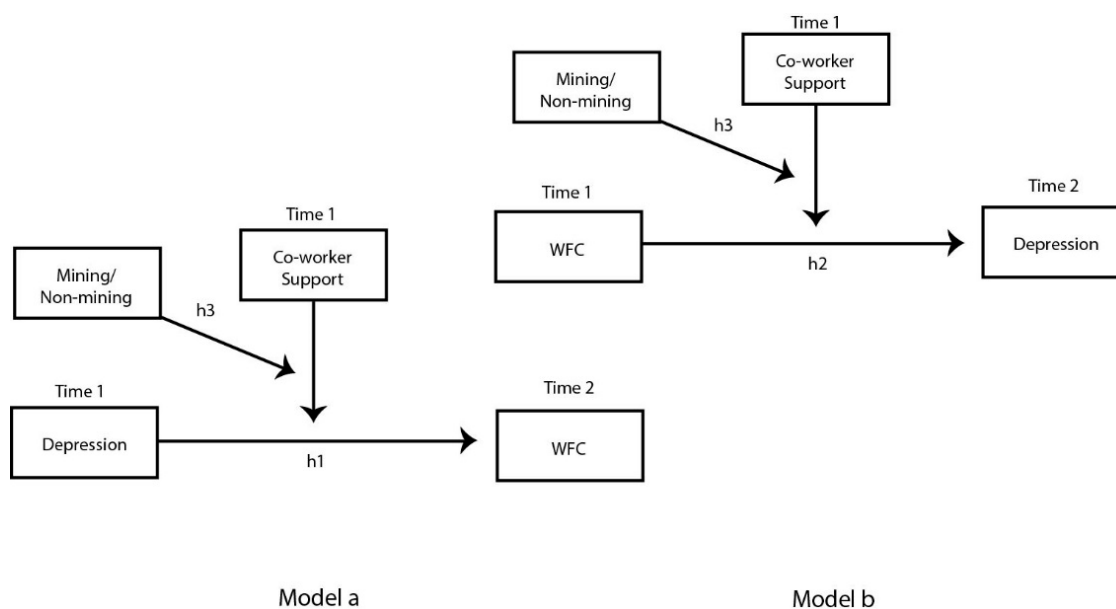 Time 1
Mining/
Non-mining
Co-worker
Support
h3
Time 1
Depression
h1
Time 2
WFC
Model a
Time 1
Mining/
Non-mining
Co-worker
Support
h3
Time 1
WFC
h2
Time 2
Depression
Model b